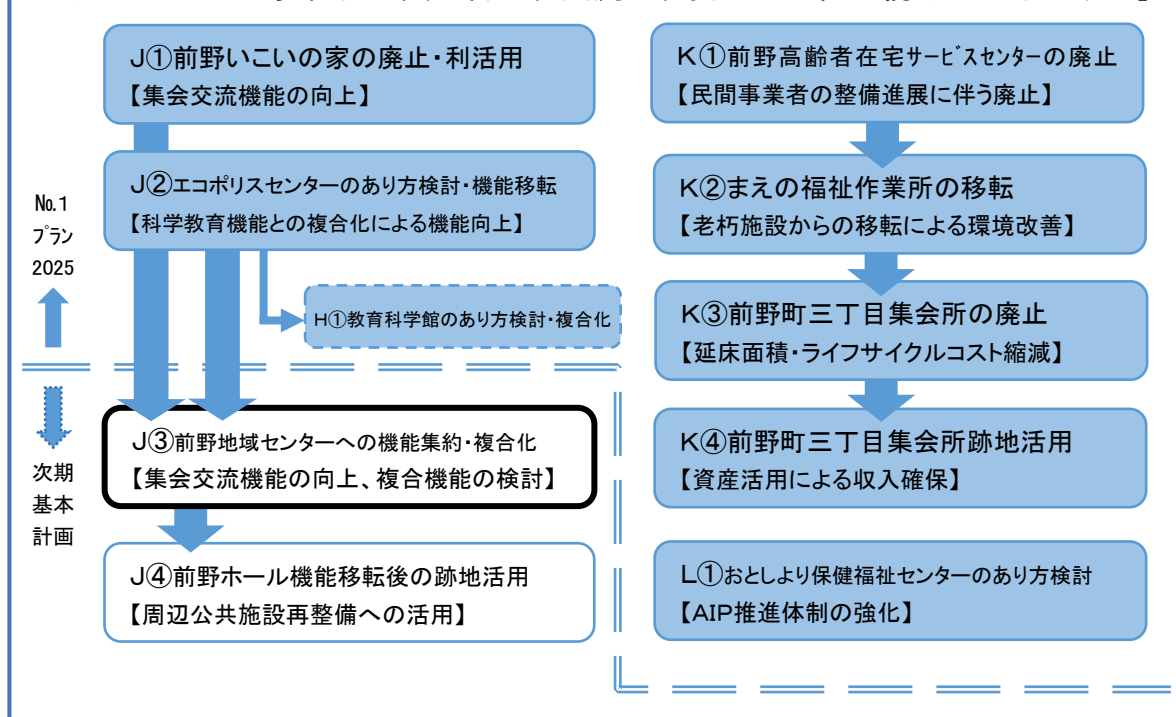 J①前野いこいの家の廃止・利活用
【集会交流機能の向上】
J②エコポリスセンターのあり方検討・機能移転
【科学教育機能との複合化による機能向上】
H①教育科学館のあり方検討・複合化
№1
プラン
2025
次期
基本
計画
J③前野地域センターへの機能集約・複合化
【集会交流機能の向上、複合機能の検討】
J④前野ホール機能移転後の跡地活用
【周辺公共施設再整備への活用】
K①前野高齢者在宅サービスセンターの廃止
【民間事業者の整備進展に伴う廃止】
K②まえの福祉作業所の移転
【老朽施設からの移転による環境改善】
K③前野町三丁目集会所の廃止
【延床面積・ライフサイクルコスト縮減】
K④前野町三丁目集会所跡地活用
【資産活用による収入確保】
L①おとしより保健福祉センターのあり方検討
【AIP推進体制の強化】